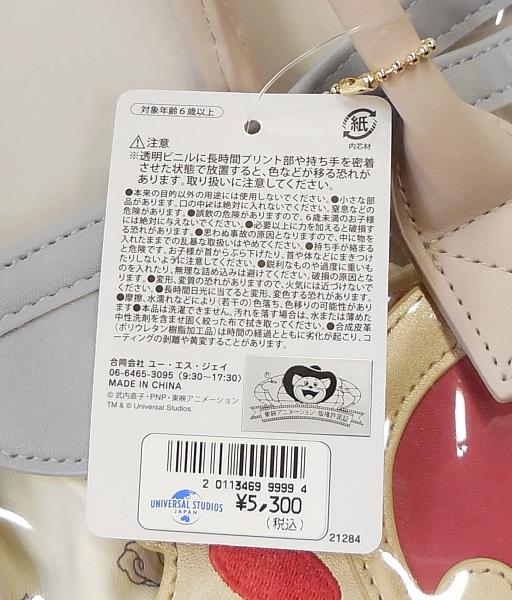 対象年齢6歳以上
紙
内芯材
⚠注意
※透明ビニルに長時間プリント部や持ち手を密着
させた状態で放置すると、色などが移る恐れが
あります。取り扱いに注意してください。
●本来の目的以外の用途には使用しないでください。●小さな部
品があります。口の中には絶対に入れないでください。窒息などの
危険があります。●誤飲の危険がありますので、6歳未満のお子様
には絶対に与えないでください。●必要以上に力を加えると破損す
る恐れがあります。●思わぬ事故の原因となりますので、中に物を
入れたままでの乱暴な取扱いはやめてください。●持ち手が絡まる
と危険です。お子様が首からぶら下げたり、首や体などにまきつけ
たりしないように注意してください。●鋭利なものや過度に重いも
のを入れたり、無理な詰め込みは避けてください。破損の原因とな
ります。●変形、変質の恐れがありますので、火気には近づけないで
ください。●長時間日光に当てると変形、変色する恐れがあります。
●摩擦、水濡れなどにより(若干の)色落ち、色移りの可能性があり
ます●本品は洗濯できません。汚れを落す場合は、水または薄めた
中性洗剤を含ませ固く絞った布で拭き取ってください。●合成皮革
(ポリウレタン樹脂加工品)は時間の経過とともに劣化が起こり、コ
ーティングの剥離や黄変することがあります。
合同会社 ユー・エス・ジェイ
06-6465-3095 (9:30~17:30)
MADE IN CHINA
© 武内直子・PNP・東映アニメーション
TM & © Universal Studios.
東映アニメーション・版権許諾証
2 0113469 9999 4
UNIVERSAL STUDIOS
JAPAN
¥5,300
(税込)
21284